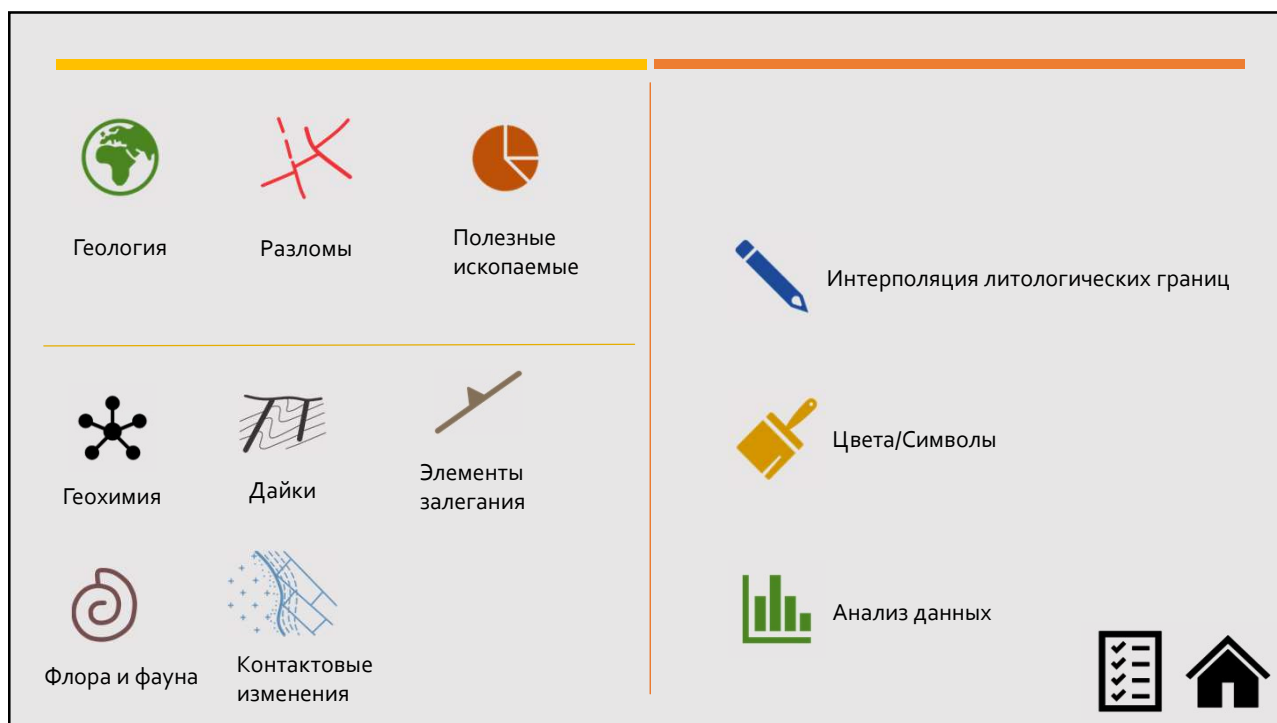 Геология
Разломы
Полезные
ископаемые
Геохимия
Дайки
Элементы
залегания
Флора и фауна
Контактовые
изменения
Интерполяция литологических границ
Цвета/Символы
Анализ данных